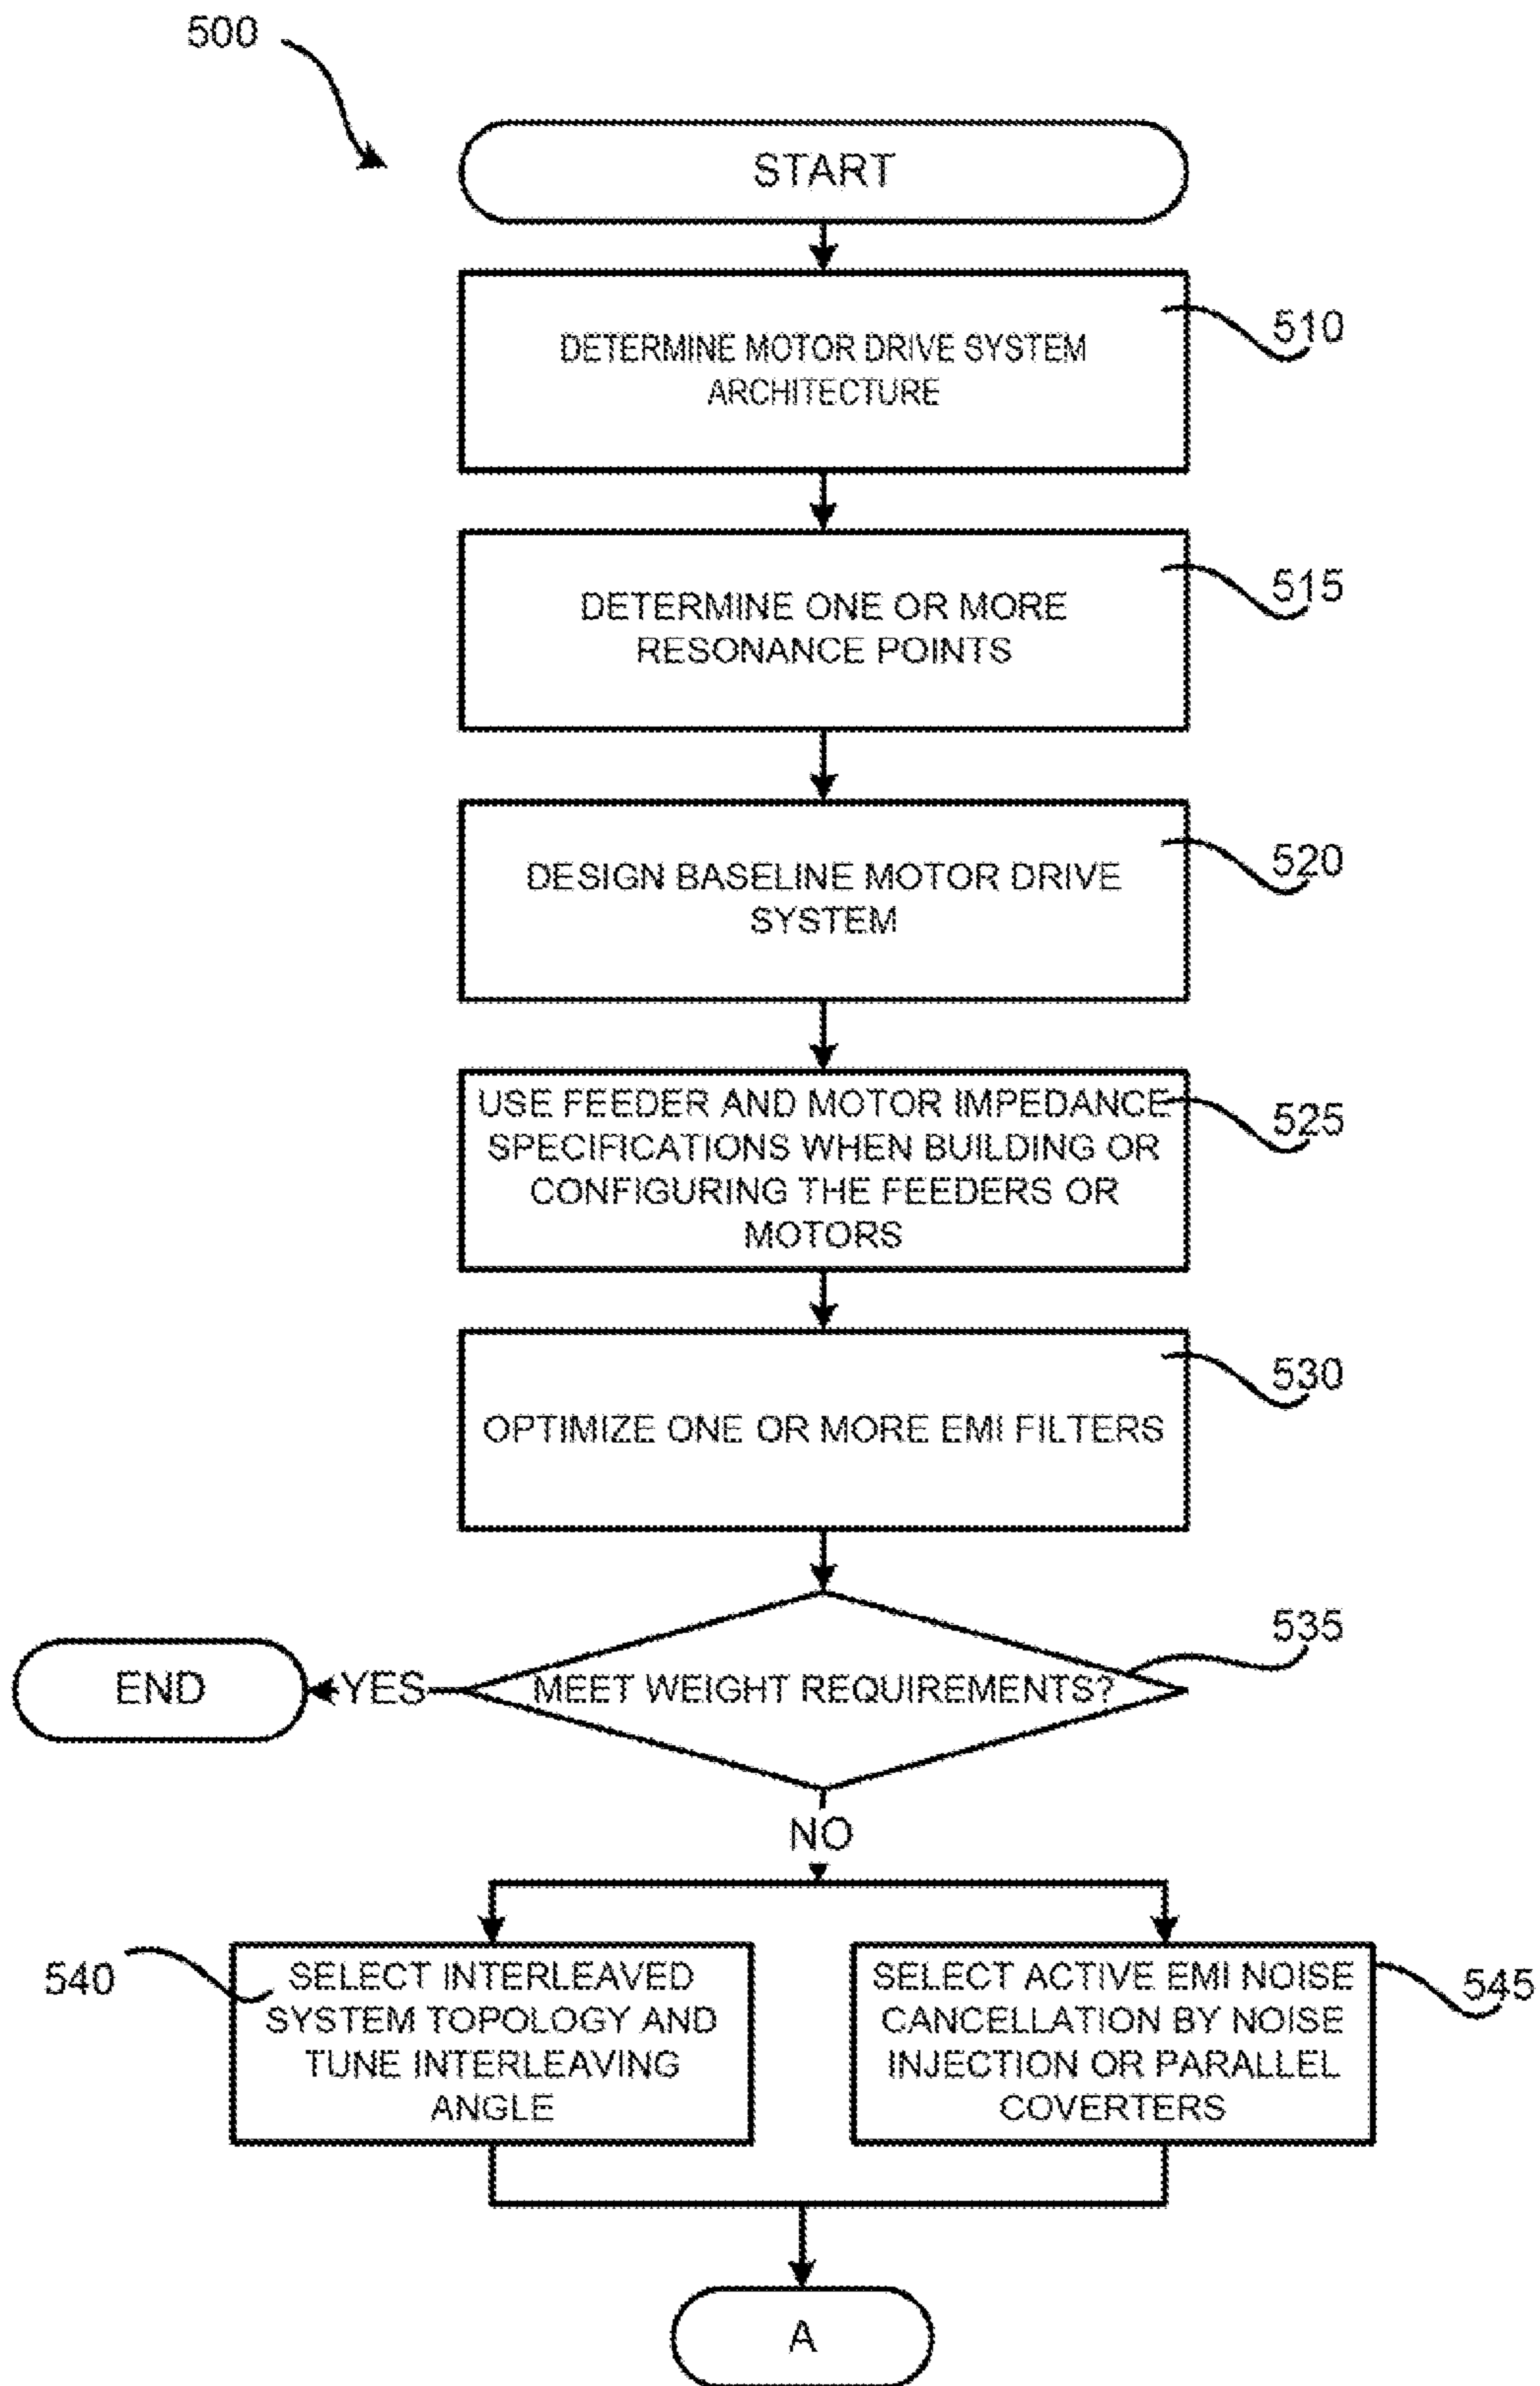 500
START
DETERMINE MOTOR DRIVE SYSTEM
ARCHITECTURE
510
DETERMINE ONE OR MORE
RESONANCE POINTS
515
DESIGN BASELINE MOTOR DRIVE
SYSTEM
520
USE FEEDER AND MOTOR IMPEDANCE
SPECIFICATIONS WHEN BUILDING OR
CONFIGURING THE FEEDERS OR
MOTORS
525
OPTIMIZE ONE OR MORE EMI FILTERS
530
MEET WEIGHT REQUIREMENTS?
535
YES
END
NO
540
SELECT INTERLEAVED
SYSTEM TOPOLOGY AND
TUNE INTERLEAVING
ANGLE
SELECT ACTIVE EMI NOISE
CANCELLATION BY NOISE
INJECTION OR PARALLEL
COVERTERS
545
A